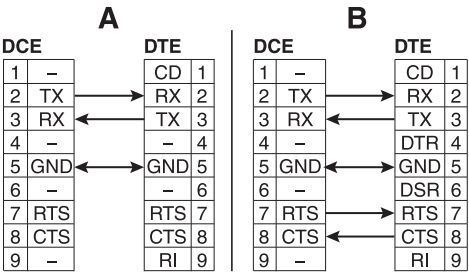 A B
DCE DTE DCE DTE
1 – CD 1 1 – CD 1
2 TX RX 2 2 TX RX 2
3 RX TX 3 3 RX TX 3
4 – – 4 4 – DTR 4
5 GND GND 5 5 GND GND 5
6 – – 6 6 – DSR 6
7 RTS RTS 7 7 RTS RTS 7
8 CTS CTS 8 8 CTS CTS 8
9 – RI 9 9 – RI 9